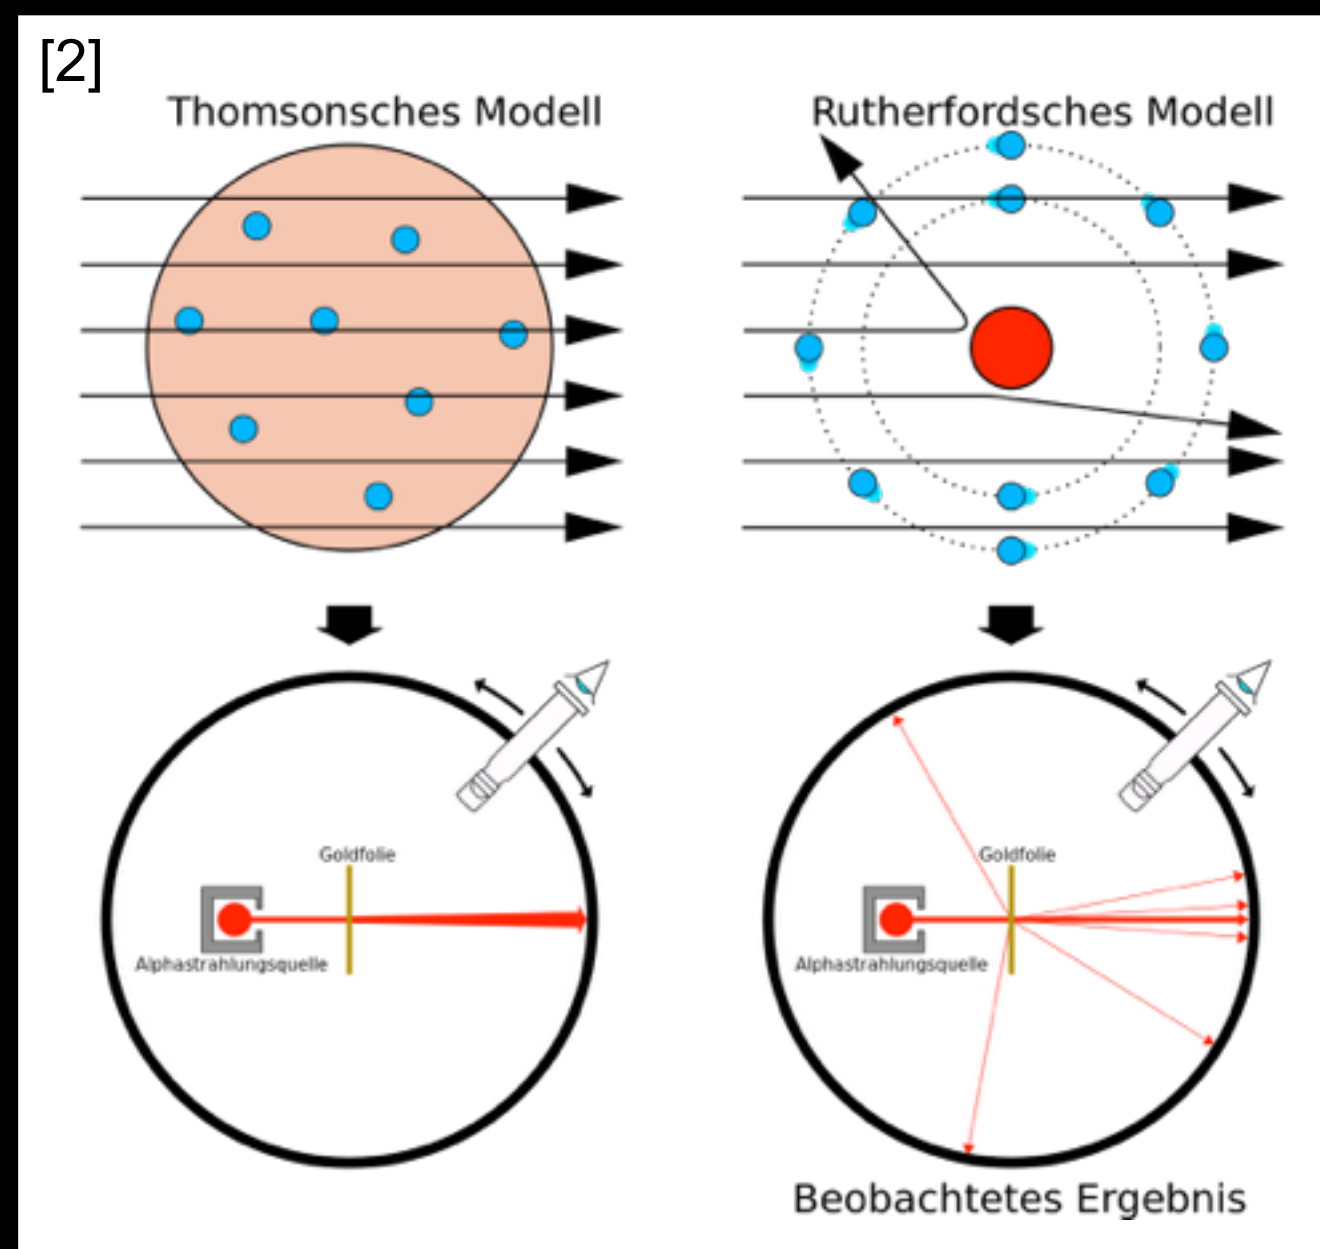 [2]
Thomsonsches Modell
Rutherfordsches Modell
Goldfolie
Alphastrahlungsquelle
Goldfolie
Alphastrahlungsquelle
Beobachtetes Ergebnis